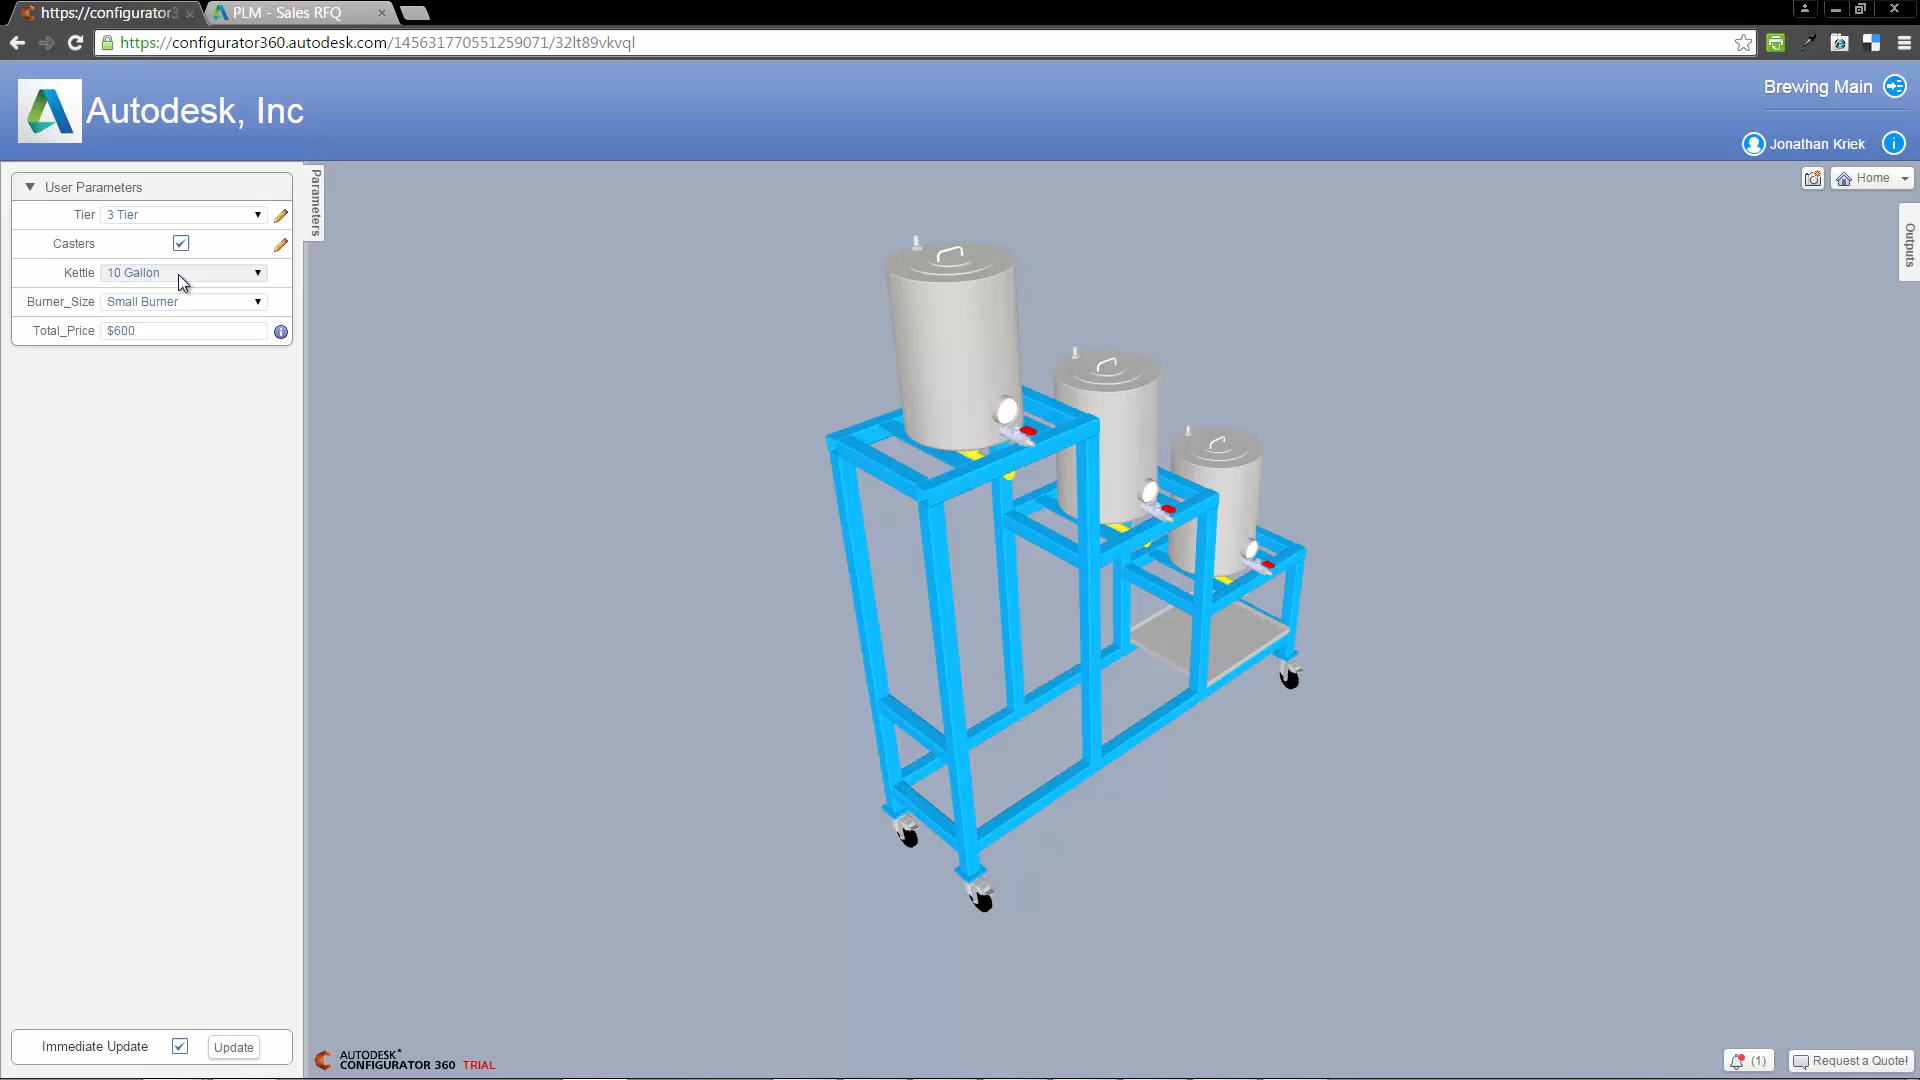 https://configurator3
PLM - Sales RFQ
https://configurator360.autodesk.com/145631770551259071/32lt89vkvql
Autodesk, Inc
Brewing Main
Jonathan Kriek
User Parameters
Tier 3 Tier
Casters
Kettle 10 Gallon
Burner_Size Small Burner
Total_Price $600
Parameters
Home
Outputs
Immediate Update Update
AUTODESK®
CONFIGURATOR 360 TRIAL
(1)
Request a Quote!